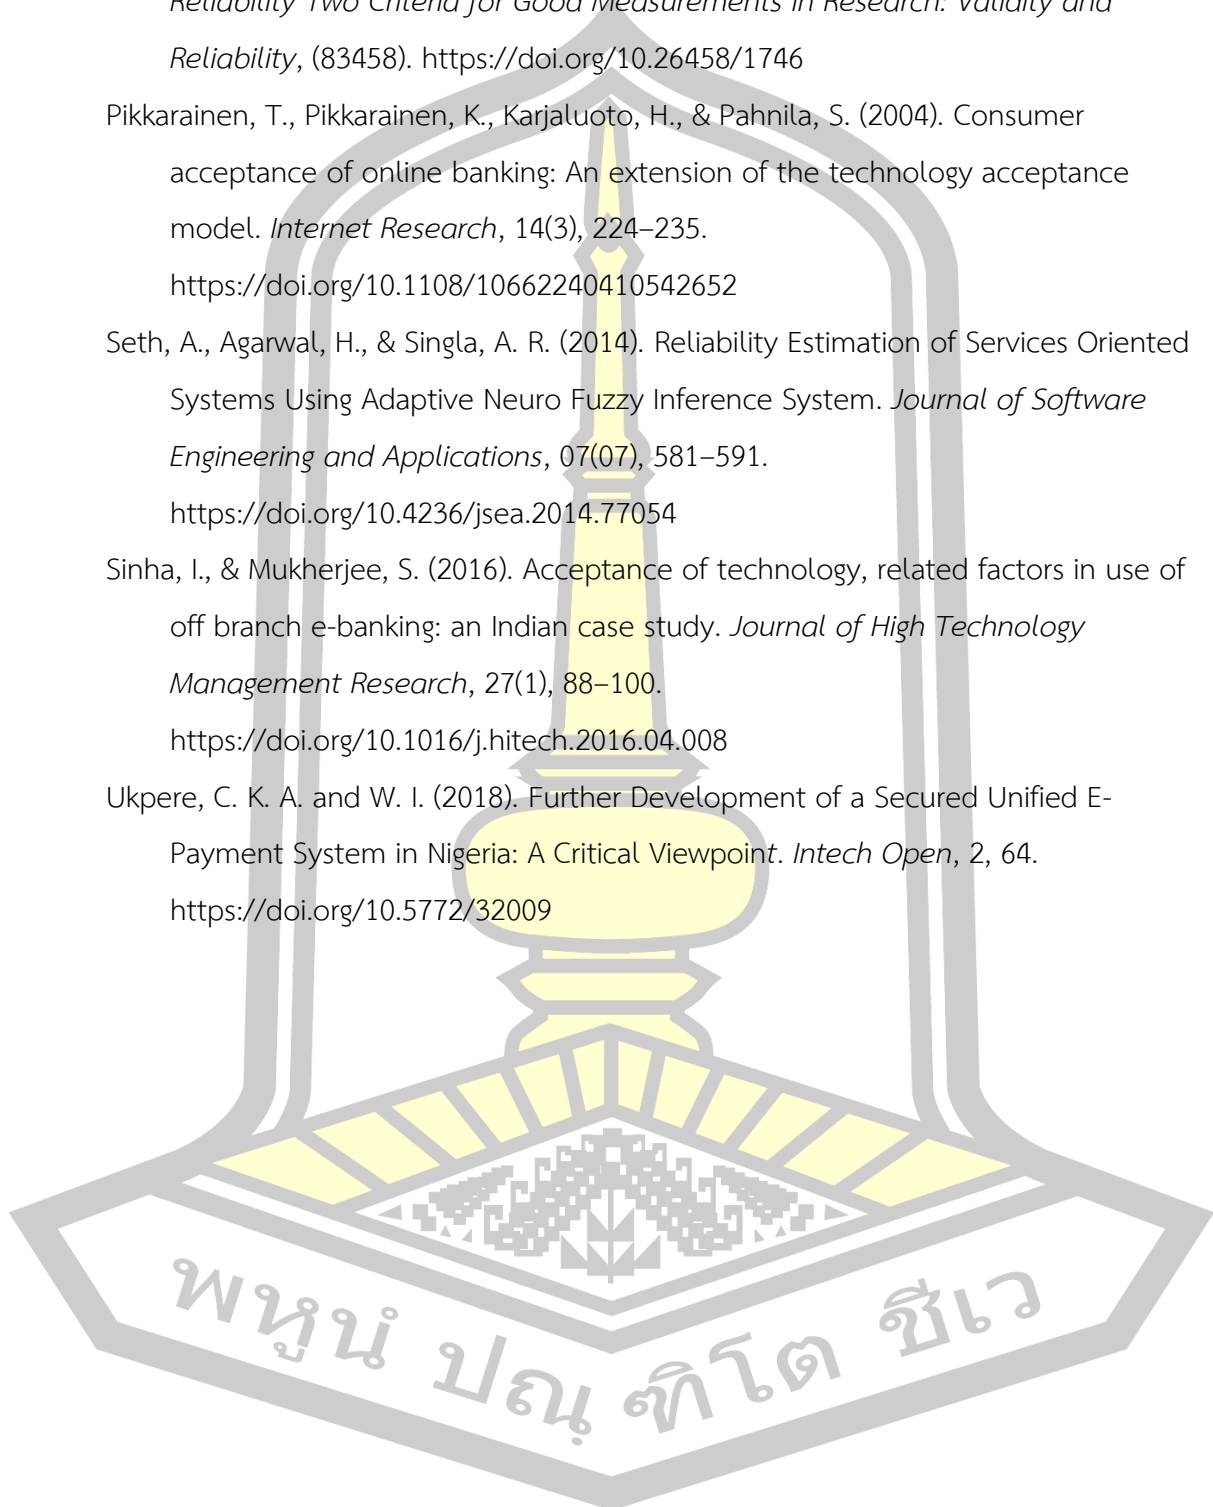 Reliability Two Criteria for Good Measurements in Research: Validity and
Reliability, (83458). https://doi.org/10.26458/1746
Pikkarainen, T., Pikkarainen, K., Karjaluoto, H., & Pahnila, S. (2004). Consumer
acceptance of online banking: An extension of the technology acceptance
model. Internet Research, 14(3), 224–235.
https://doi.org/10.1108/10662240410542652
Seth, A., Agarwal, H., & Singla, A. R. (2014). Reliability Estimation of Services Oriented
Systems Using Adaptive Neuro Fuzzy Inference System. Journal of Software
Engineering and Applications, 07(07), 581–591.
https://doi.org/10.4236/jsea.2014.77054
Sinha, I., & Mukherjee, S. (2016). Acceptance of technology, related factors in use of
off branch e-banking: an Indian case study. Journal of High Technology
Management Research, 27(1), 88–100.
https://doi.org/10.1016/j.hitech.2016.04.008
Ukpere, C. K. A. and W. I. (2018). Further Development of a Secured Unified E-
Payment System in Nigeria: A Critical Viewpoint. Intech Open, 2, 64.
https://doi.org/10.5772/32009
พหูนํ ปณฺฑิโต ชีเว